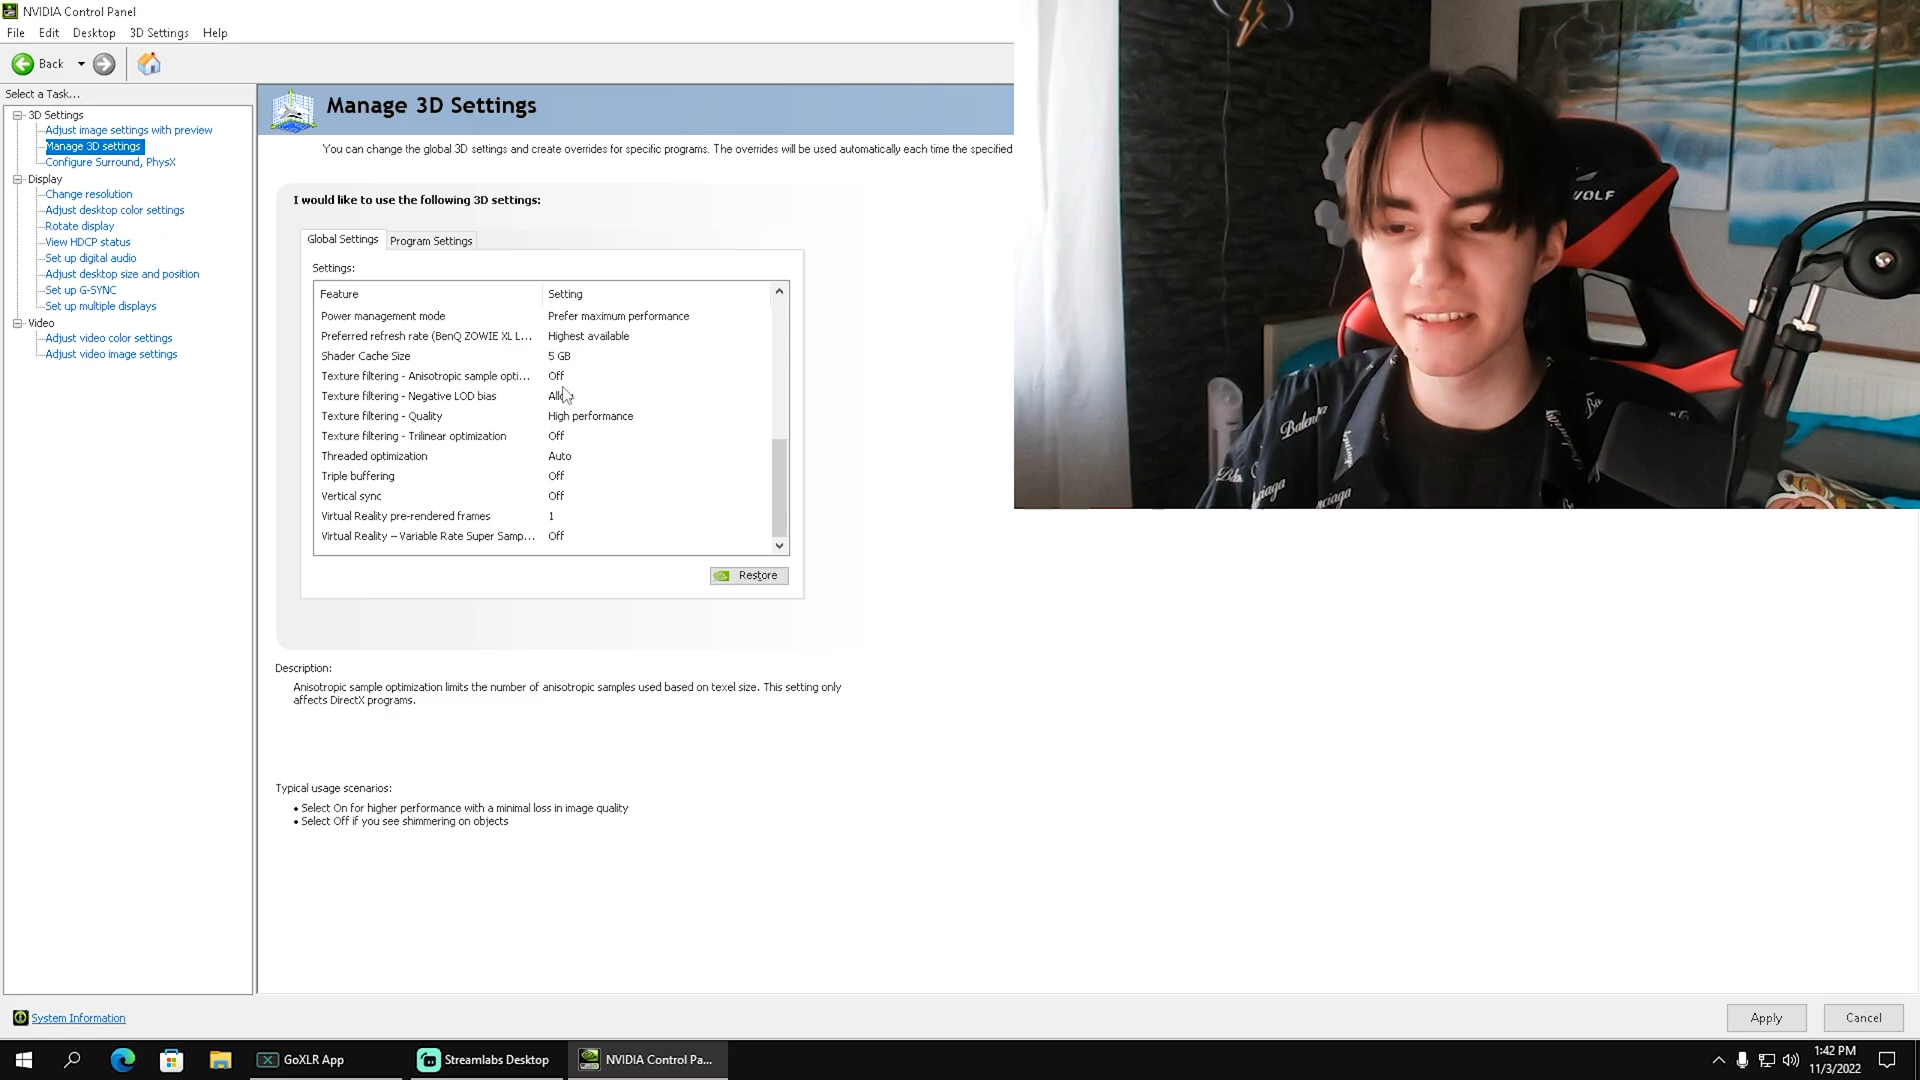 NVIDIA Control Panel
File Edit Desktop 3D Settings Help
Back
Select a Task...
3D Settings
Adjust image settings with preview
Manage 3D settings
Configure Surround, PhysX
Display
Change resolution
Adjust desktop color settings
Rotate display
View HDCP status
Set up digital audio
Adjust desktop size and position
Set up G-SYNC
Set up multiple displays
Video
Adjust video color settings
Adjust video image settings
System Information
Manage 3D Settings
You can change the global 3D settings and create overrides for specific programs. The overrides will be used automatically each time the specified
I would like to use the following 3D settings:
Global Settings Program Settings
Settings:
Feature Setting
Power management mode Prefer maximum performance
Preferred refresh rate (BenQ ZOWIE XL L... Highest available
Shader Cache Size 5 GB
Texture filtering - Anisotropic sample opti... Off
Texture filtering - Negative LOD bias
Texture filtering - Quality High performance
Texture filtering - Trilinear optimization Off
Threaded optimization Auto
Triple buffering Off
Vertical sync Off
Virtual Reality pre-rendered frames 1
Virtual Reality – Variable Rate Super Samp... Off
Restore
Description:
Anisotropic sample optimization limits the number of anisotropic samples used based on texel size. This setting only
affects DirectX programs.
Typical usage scenarios:
• Select On for higher performance with a minimal loss in image quality
• Select Off if you see shimmering on objects
WOLF
Apply Cancel
GoXLR App Streamlabs Desktop NVIDIA Control Pa...
1:42 PM
11/3/2022